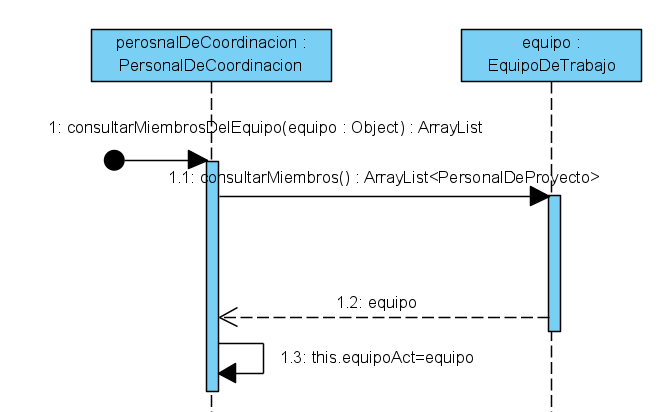 perosnalDeCoordinacion :
PersonalDeCoordinacion
equipo :
EquipoDeTrabajo
1: consultarMiembrosDelEquipo(equipo : Object) : ArrayList
1.1: consultarMiembros() : ArrayList<PersonalDeProyecto>
1.2: equipo
1.3: this.equipoAct=equipo